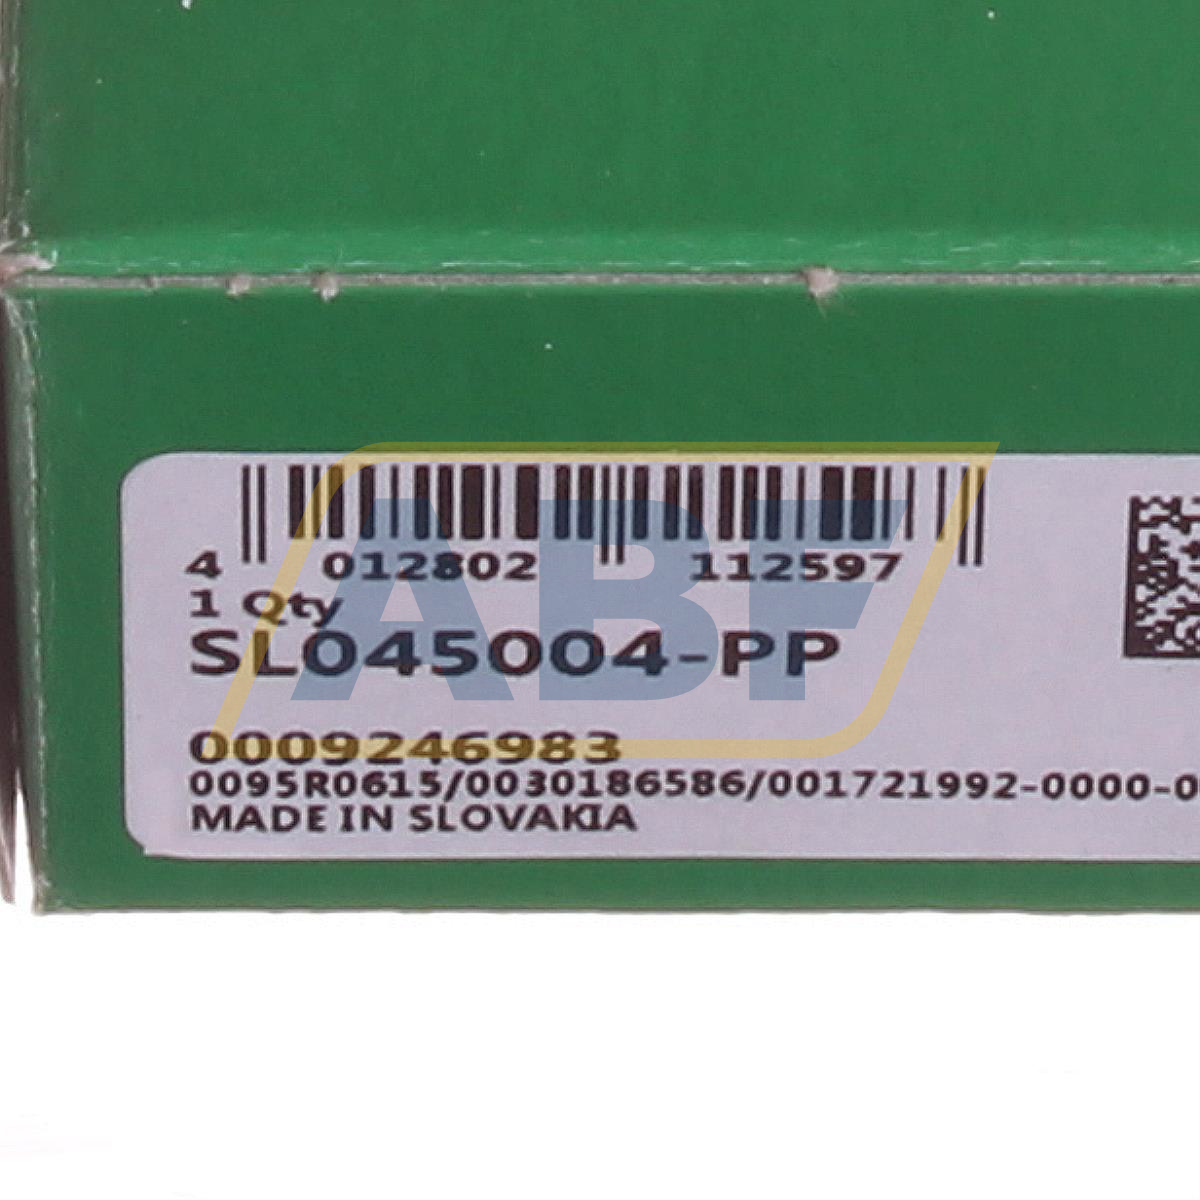 4 012802 112597
1 Qty
SL045004-PP
0009246983
0095R0615/0030186586/001721992-0000-0
MADE IN SLOVAKIA
ABF